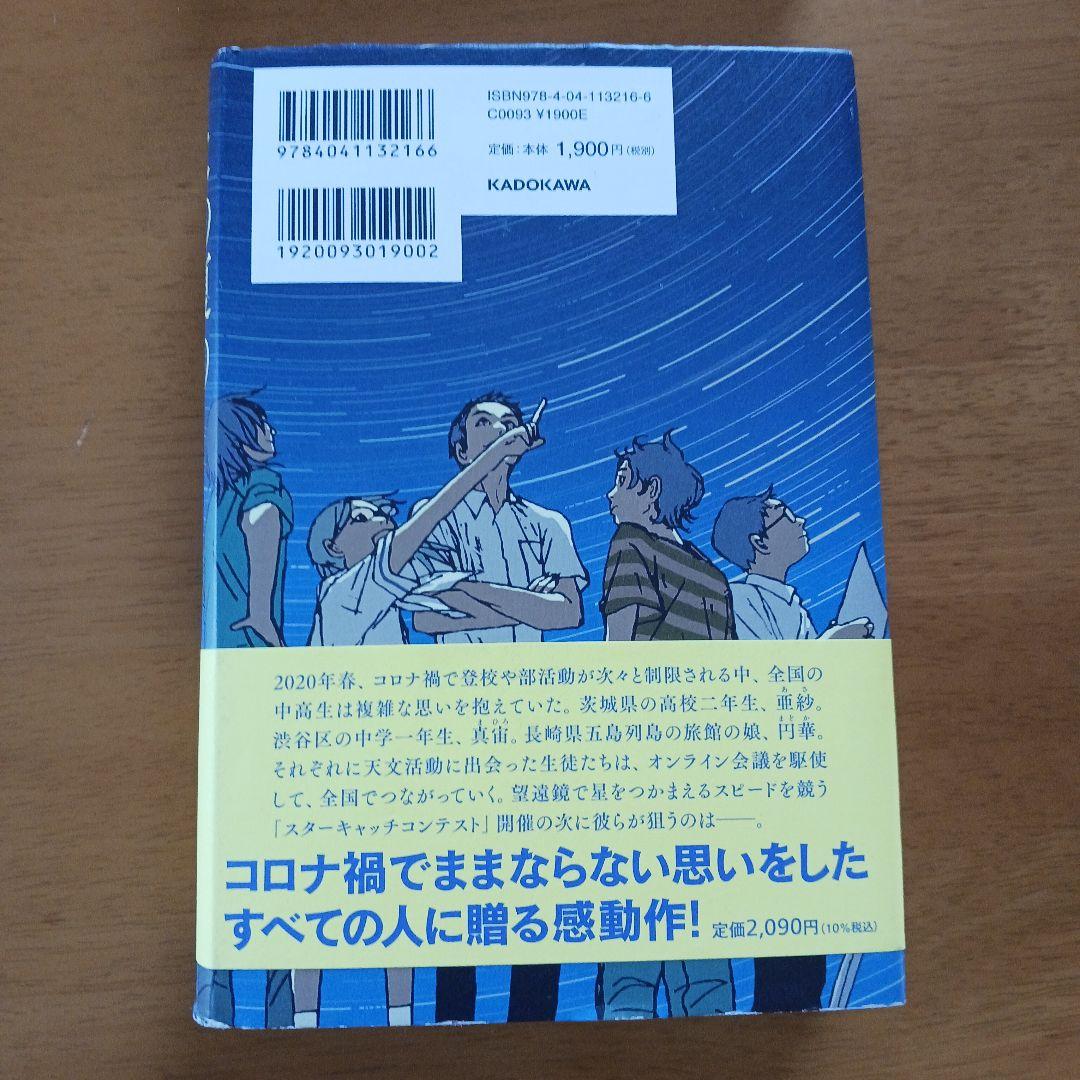 ISBN978-4-04-113216-6
C0093 ¥1900E
9784041132166
定価:本体 1,900円(税別)
KADOKAWA
1920093019002
2020年春、コロナ禍で登校や部活動が次々と制限される中、全国の
中高生は複雑な思いを抱えていた。茨城県の高校二年生、亜紗。
渋谷区の中学一年生、真宙。長崎県五島列島の旅館の娘、円華。
それぞれに天文活動に出会った生徒たちは、オンライン会議を駆使
して、全国でつながっていく。望遠鏡で星をつかまえるスピードを競う
「スターキャッチコンテスト」開催の次に彼らが狙うのは――。
コロナ禍でままならない思いをした
すべての人に贈る感動作!
定価2,090円(10%税込)